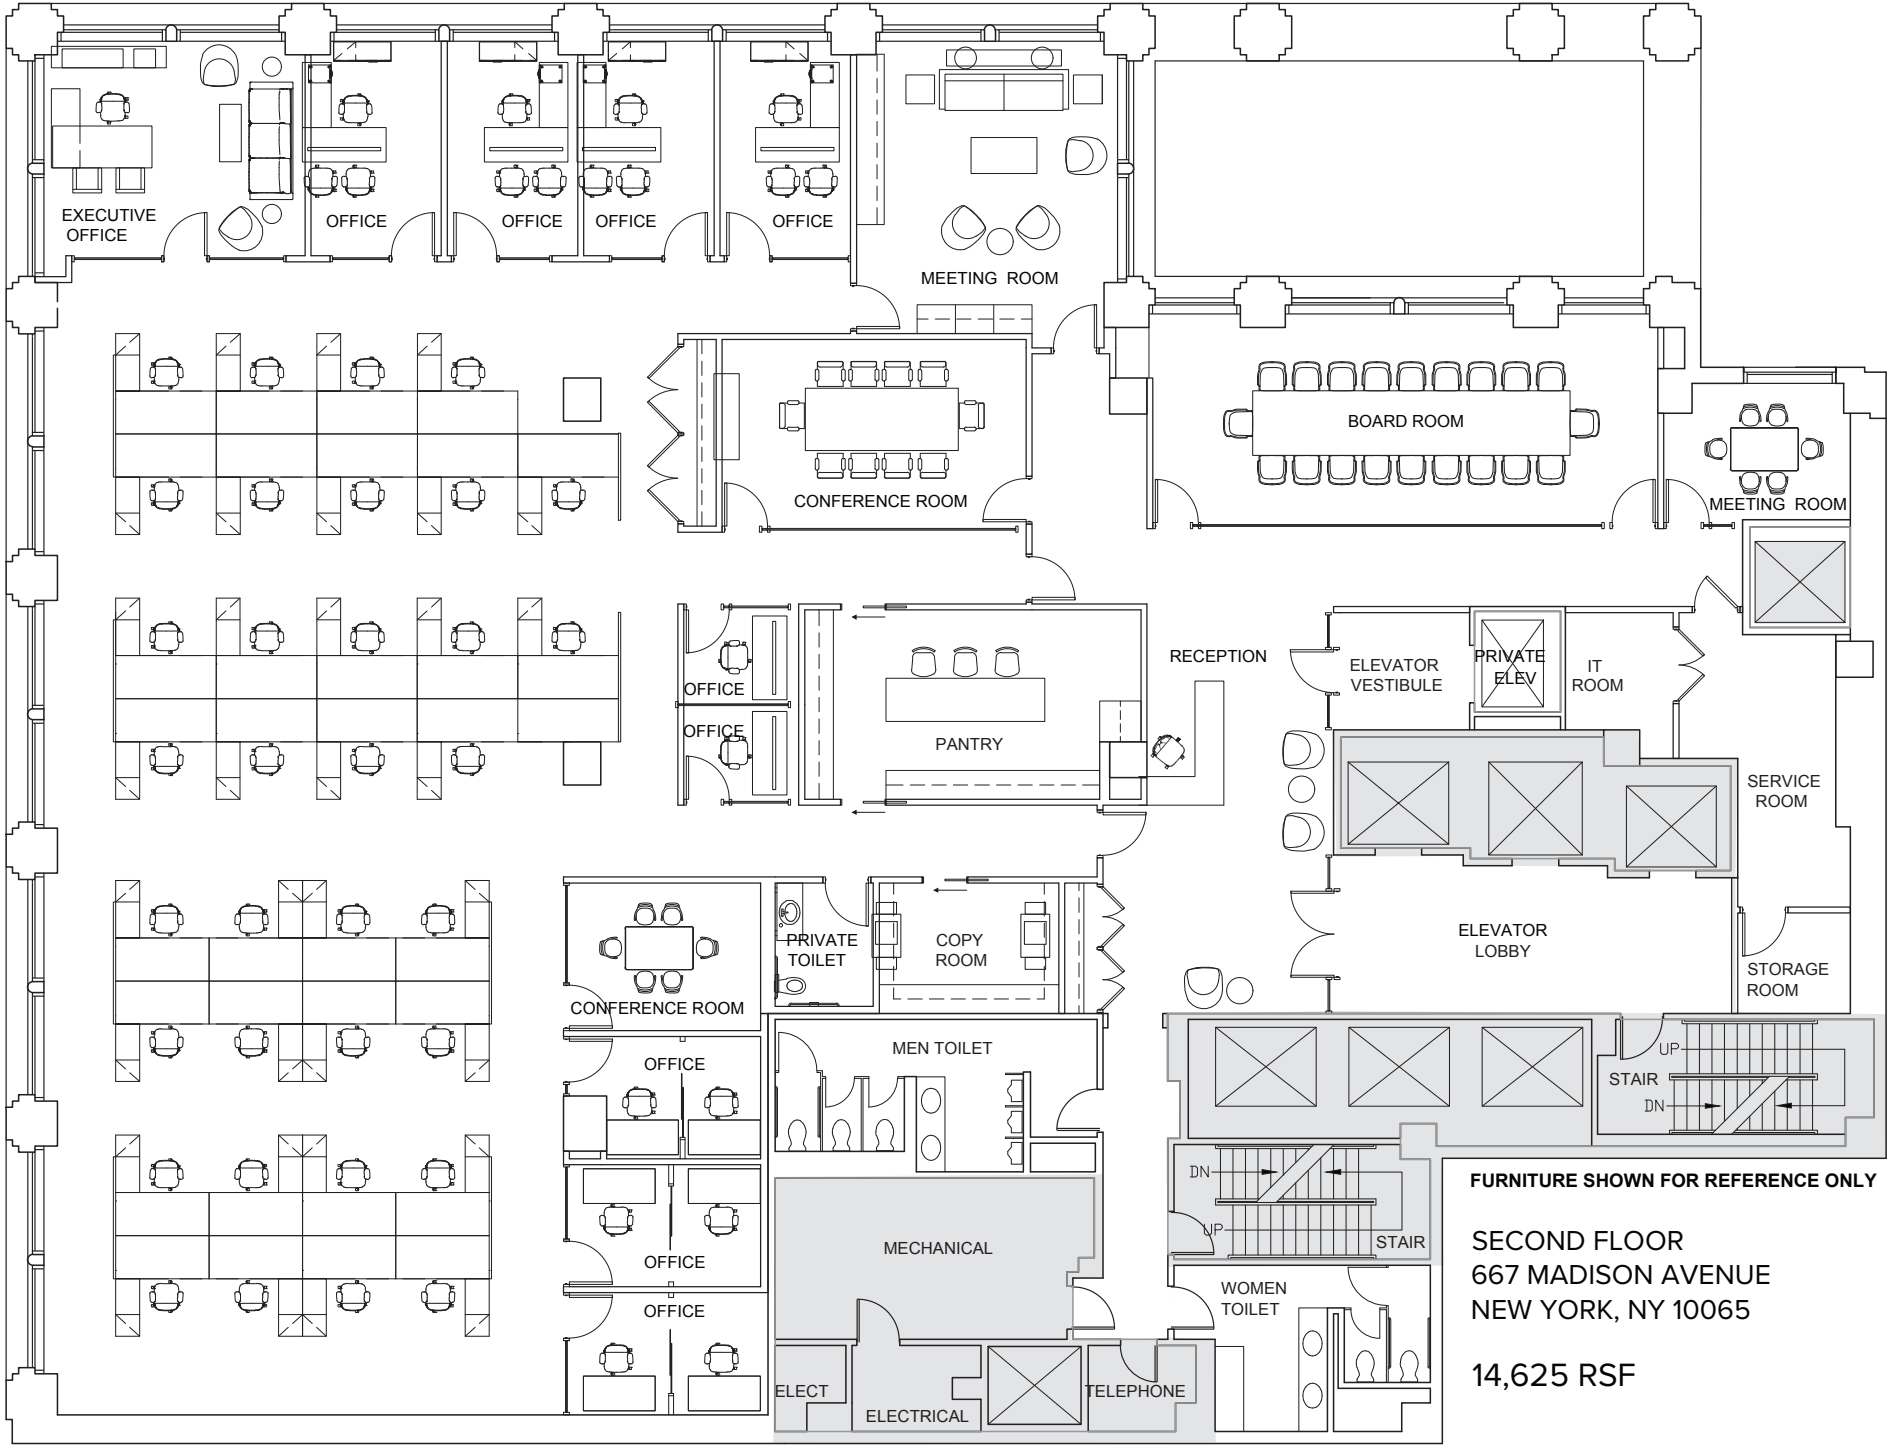 EXECUTIVE
OFFICE
OFFICE
OFFICE
OFFICE
OFFICE
MEETING ROOM
CONFERENCE ROOM
BOARD ROOM
MEETING ROOM
OFFICE
OFFICE
PANTRY
RECEPTION
ELEVATOR
VESTIBULE
PRIVATE
ELEV
IT
ROOM
SERVICE
ROOM
CONFERENCE ROOM
PRIVATE
TOILET
COPY
ROOM
ELEVATOR
LOBBY
STORAGE
ROOM
OFFICE
MEN TOILET
UP
STAIR
DN
DN
UP
STAIR
OFFICE
MECHANICAL
OFFICE
WOMEN
TOILET
ELECT
ELECTRICAL
TELEPHONE
FURNITURE SHOWN FOR REFERENCE ONLY
SECOND FLOOR
667 MADISON AVENUE
NEW YORK, NY 10065
14,625 RSF